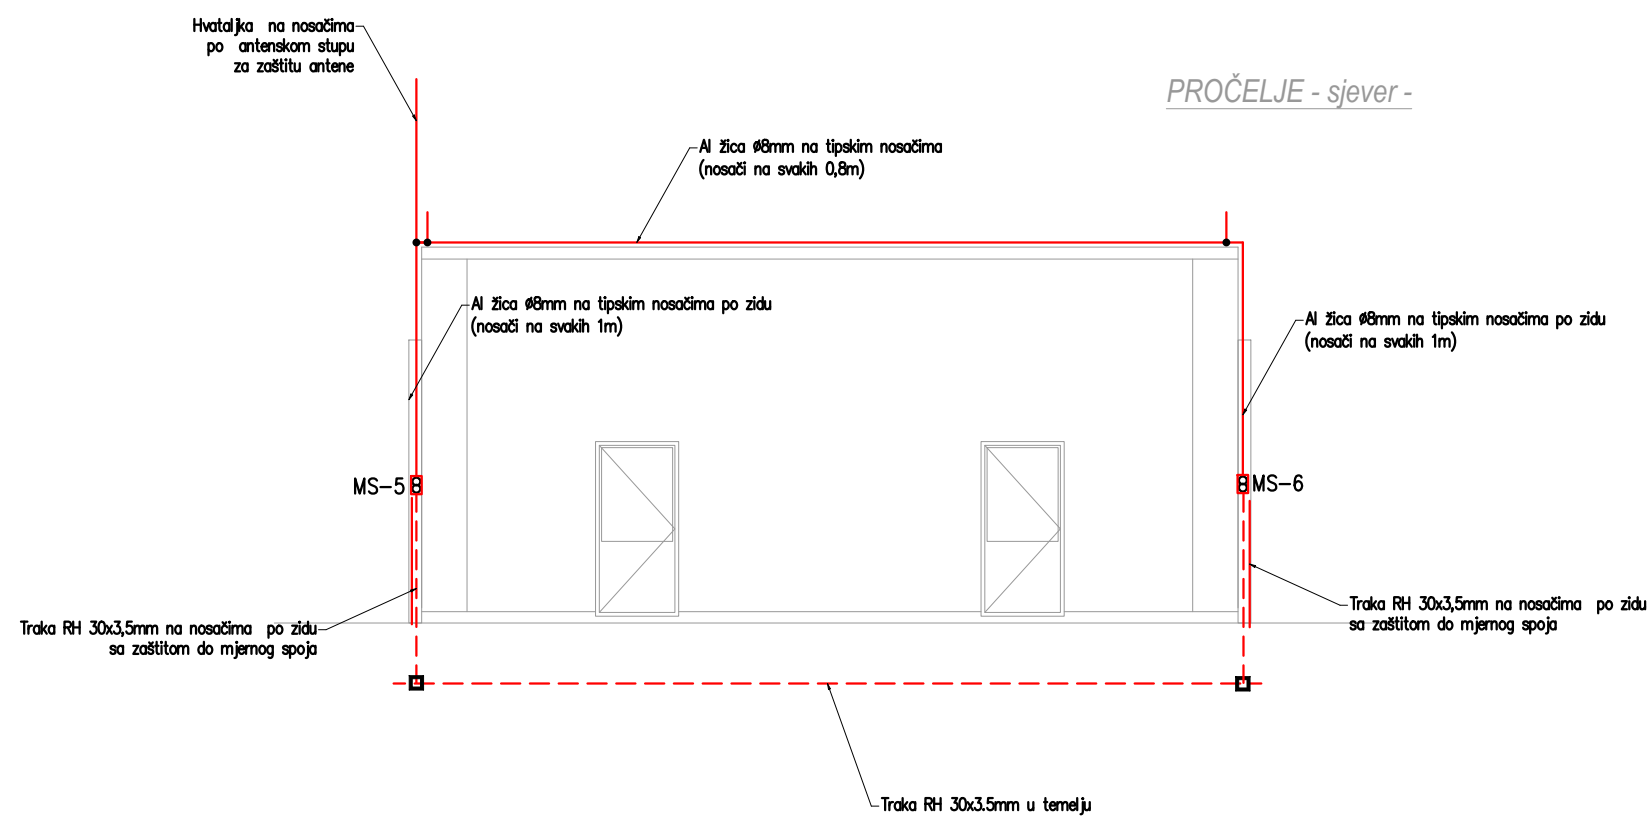 Hvataljka na nosačima
po antenskom stupu
za zaštitu antene
PROČELJE - sjever -
Al žica Ø8mm na tipskim nosačima
(nosači na svakih 0,8m)
Al žica Ø8mm na tipskim nosačima po zidu
(nosači na svakih 1m)
Al žica Ø8mm na tipskim nosačima po zidu
(nosači na svakih 1m)
MS-5
MS-6
Traka RH 30x3,5mm na nosačima po zidu
sa zaštitom do mjernog spoja
Traka RH 30x3,5mm na nosačima po zidu
sa zaštitom do mjernog spoja
Traka RH 30x3.5mm u temelju